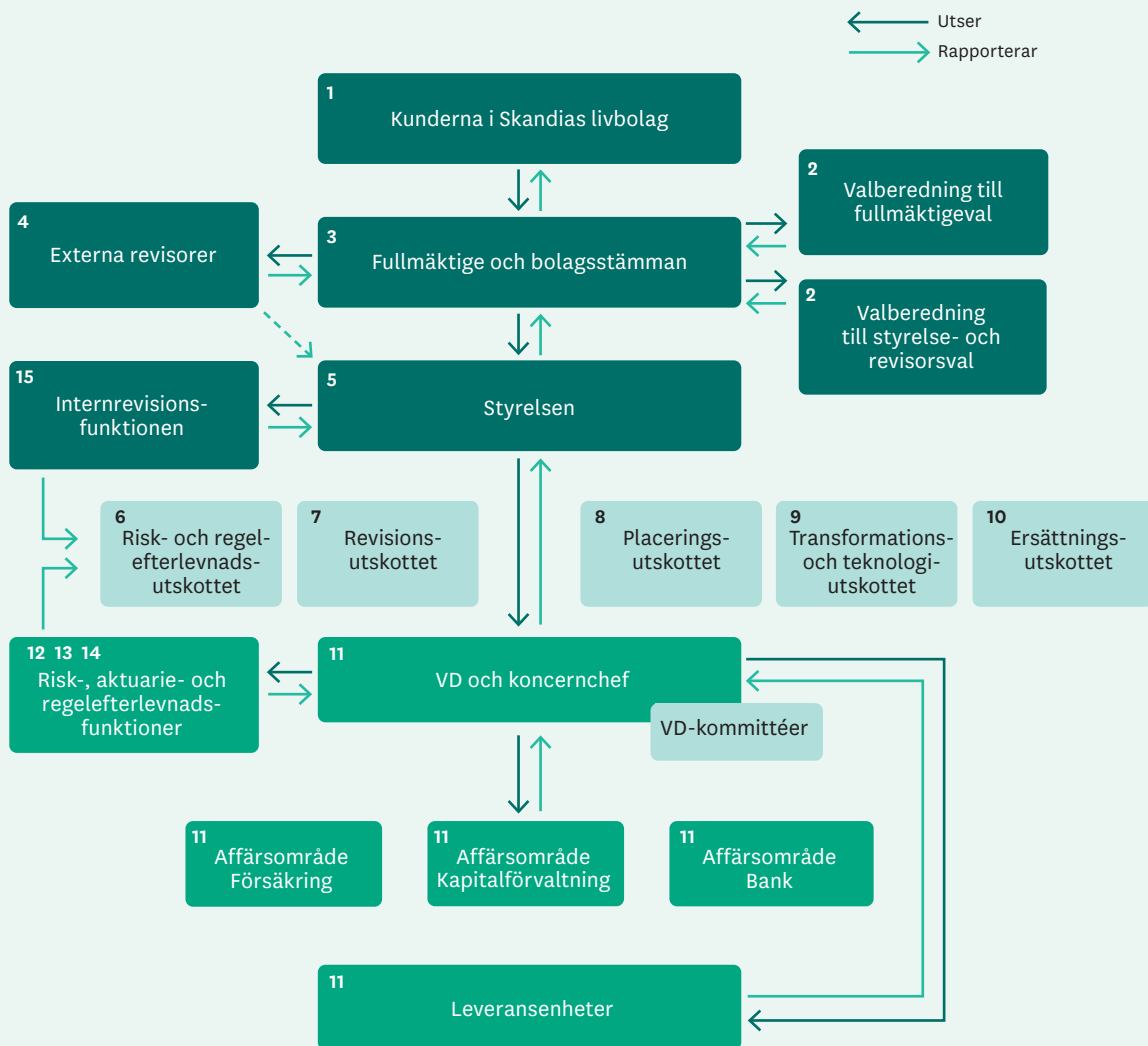 Utser
Rapporterar
1
Kunderna i Skandias livbolag
2
Valberedning till
fullmäktigeval
4
Externa revisorer
3
Fullmäktige och bolagsstämman
2
Valberedning
till styrelse- och
revisorsval
15
Internrevisions-
funktionen
5
Styrelsen
6
Risk- och regel-
efterlevnads-
utskottet
7
Revisions-
utskottet
8
Placerings-
utskottet
9
Transformations-
och teknologi-
utskottet
10
Ersättnings-
utskottet
12 13 14
Risk-, aktuarie- och
regelefterlevnads-
funktioner
11
VD och koncernchef
VD-kommittéer
11
Affärsområde
Försäkring
11
Affärsområde
Kapitalförvaltning
11
Affärsområde
Bank
11
Leveransenheter